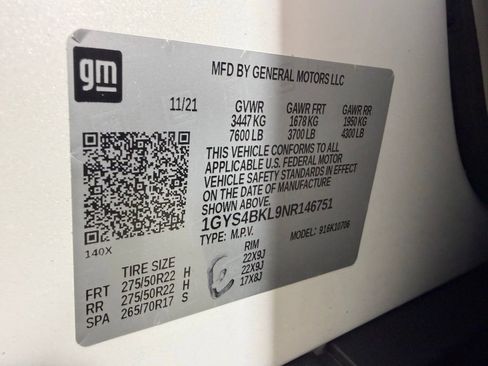 gm
MFD BY GENERAL MOTORS LLC
11/21 GVWR GAWR FRT GAWR RR
3447 KG 1678 KG 1950 KG
7600 LB 3700 LB 4300 LB
THIS VEHICLE CONFORMS TO ALL
APPLICABLE U.S. FEDERAL MOTOR
VEHICLE SAFETY STANDARDS IN EFFECT
ON THE DATE OF MANUFACTURE
SHOWN ABOVE.
1GYS4BKL9NR146751
TYPE: M.P.V. MODEL: 916K10706
140X
TIRE SIZE RIM
FRT 275/50R22 H 22X9J
RR 275/50R22 H 22X9J
SPA 265/70R17 S 17X8J